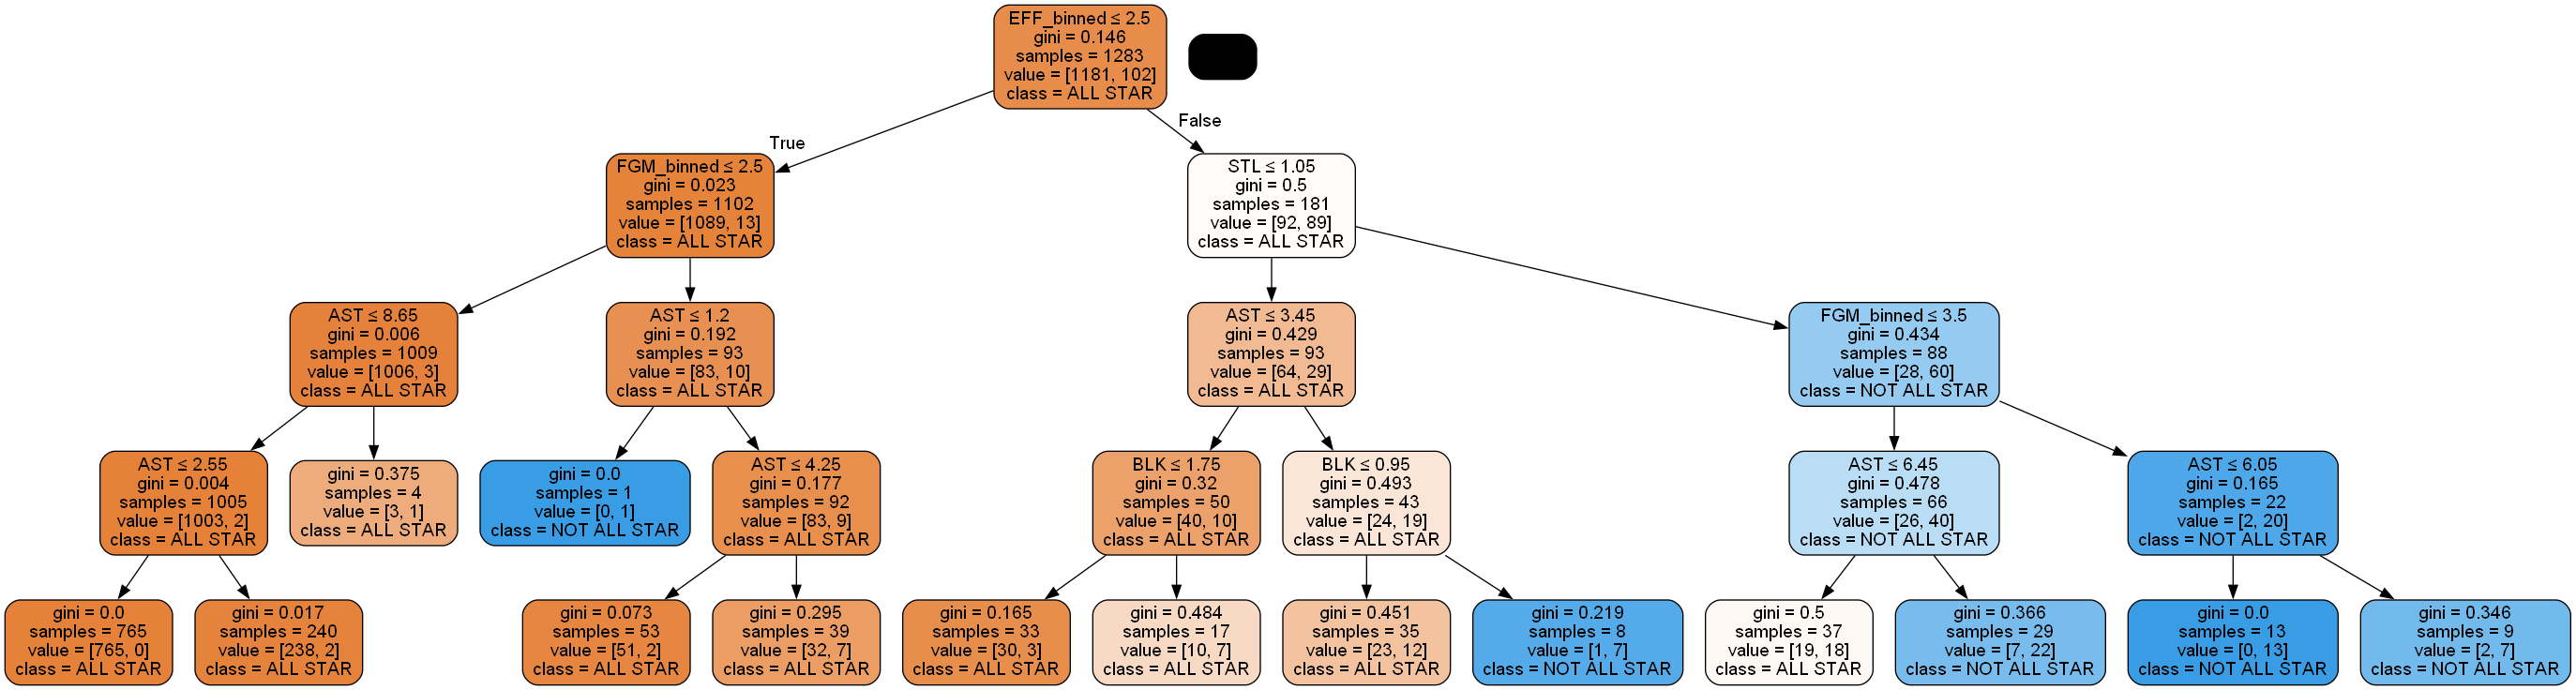 EFF_binned ≤ 2.5
gini = 0.146
samples = 1283
value = [1181, 102]
class = ALL STAR
True
False
FGM_binned ≤ 2.5
gini = 0.023
samples = 1102
value = [1089, 13]
class = ALL STAR
STL ≤ 1.05
gini = 0.5
samples = 181
value = [92, 89]
class = ALL STAR
AST ≤ 8.65
gini = 0.006
samples = 1009
value = [1006, 3]
class = ALL STAR
AST ≤ 1.2
gini = 0.192
samples = 93
value = [83, 10]
class = ALL STAR
AST ≤ 3.45
gini = 0.429
samples = 93
value = [64, 29]
class = ALL STAR
FGM_binned ≤ 3.5
gini = 0.434
samples = 88
value = [28, 60]
class = NOT ALL STAR
AST ≤ 2.55
gini = 0.004
samples = 1005
value = [1003, 2]
class = ALL STAR
gini = 0.375
samples = 4
value = [3, 1]
class = ALL STAR
gini = 0.0
samples = 1
value = [0, 1]
class = NOT ALL STAR
AST ≤ 4.25
gini = 0.177
samples = 92
value = [83, 9]
class = ALL STAR
BLK ≤ 1.75
gini = 0.32
samples = 50
value = [40, 10]
class = ALL STAR
BLK ≤ 0.95
gini = 0.493
samples = 43
value = [24, 19]
class = ALL STAR
AST ≤ 6.45
gini = 0.478
samples = 66
value = [26, 40]
class = NOT ALL STAR
AST ≤ 6.05
gini = 0.165
samples = 22
value = [2, 20]
class = NOT ALL STAR
gini = 0.0
samples = 765
value = [765, 0]
class = ALL STAR
gini = 0.017
samples = 240
value = [238, 2]
class = ALL STAR
gini = 0.073
samples = 53
value = [51, 2]
class = ALL STAR
gini = 0.295
samples = 39
value = [32, 7]
class = ALL STAR
gini = 0.165
samples = 33
value = [30, 3]
class = ALL STAR
gini = 0.484
samples = 17
value = [10, 7]
class = ALL STAR
gini = 0.451
samples = 35
value = [23, 12]
class = ALL STAR
gini = 0.219
samples = 8
value = [1, 7]
class = NOT ALL STAR
gini = 0.5
samples = 37
value = [19, 18]
class = ALL STAR
gini = 0.366
samples = 29
value = [7, 22]
class = NOT ALL STAR
gini = 0.0
samples = 13
value = [0, 13]
class = NOT ALL STAR
gini = 0.346
samples = 9
value = [2, 7]
class = NOT ALL STAR